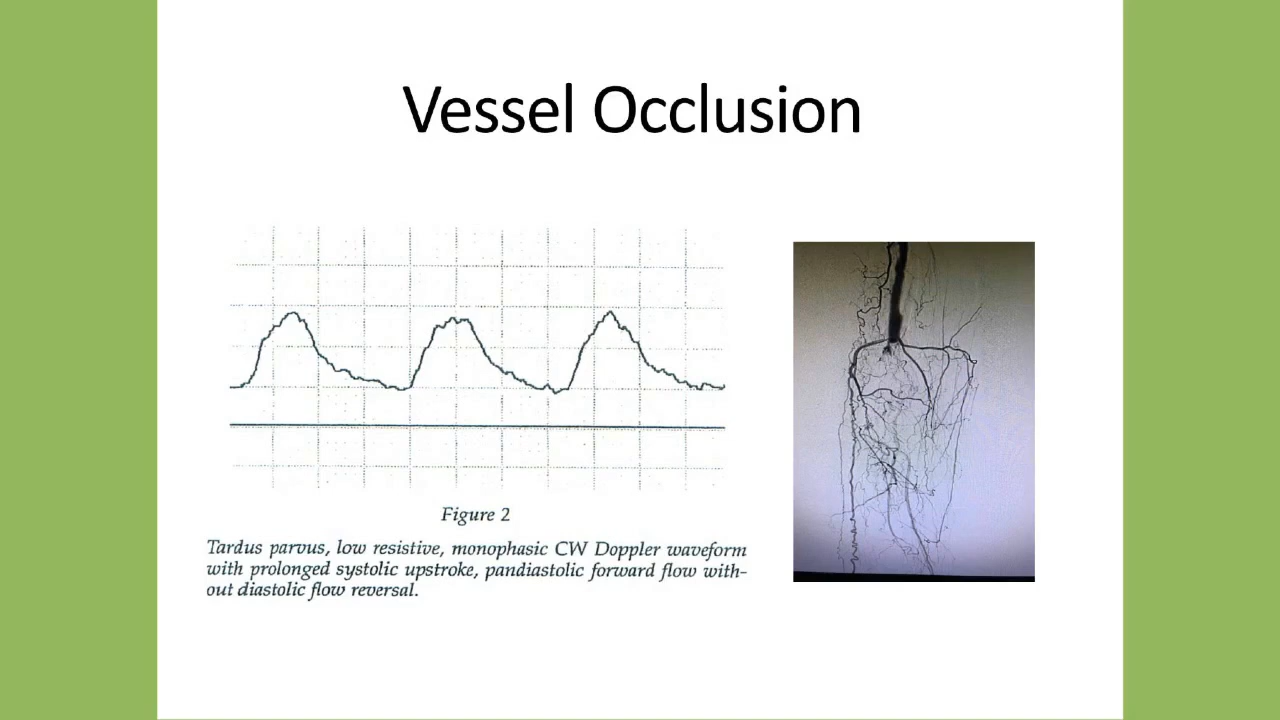 Vessel Occlusion
Figure 2
Tardus parvus, low resistive, monophasic CW Doppler waveform
with prolonged systolic upstroke, pandiastolic forward flow with-
out diastolic flow reversal.